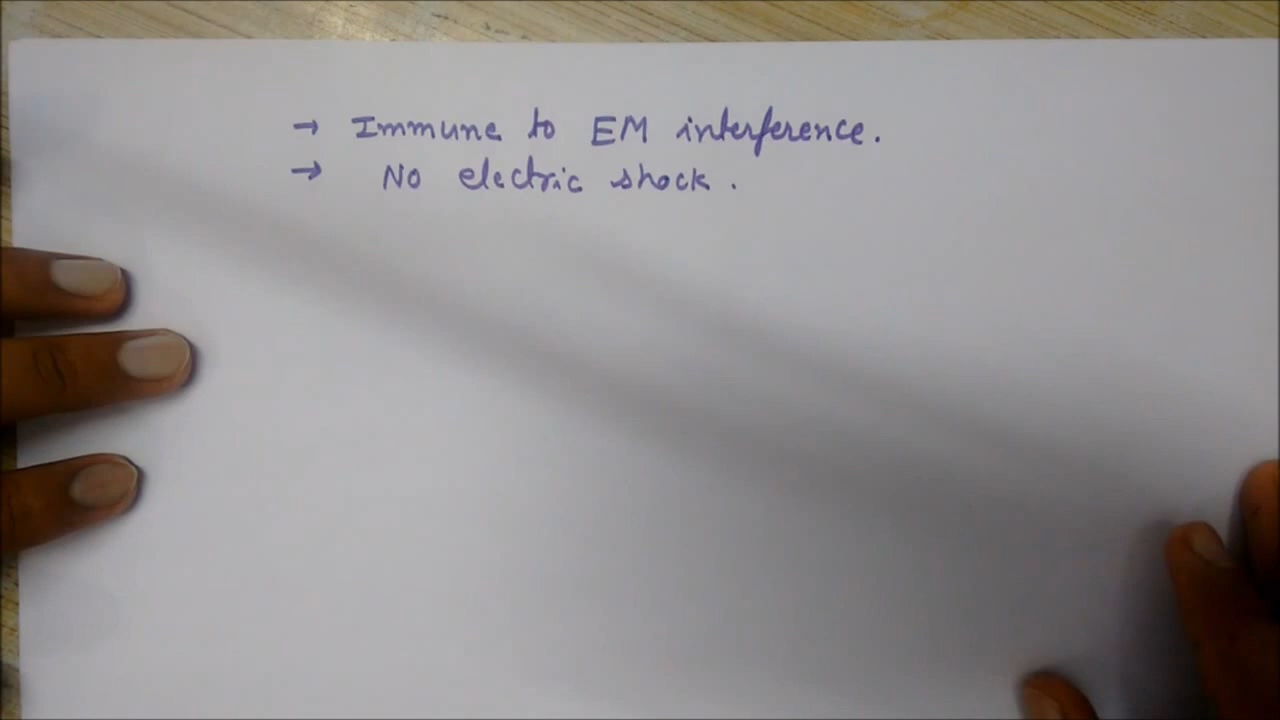 → Immune to EM interference.
→ No electric shock.